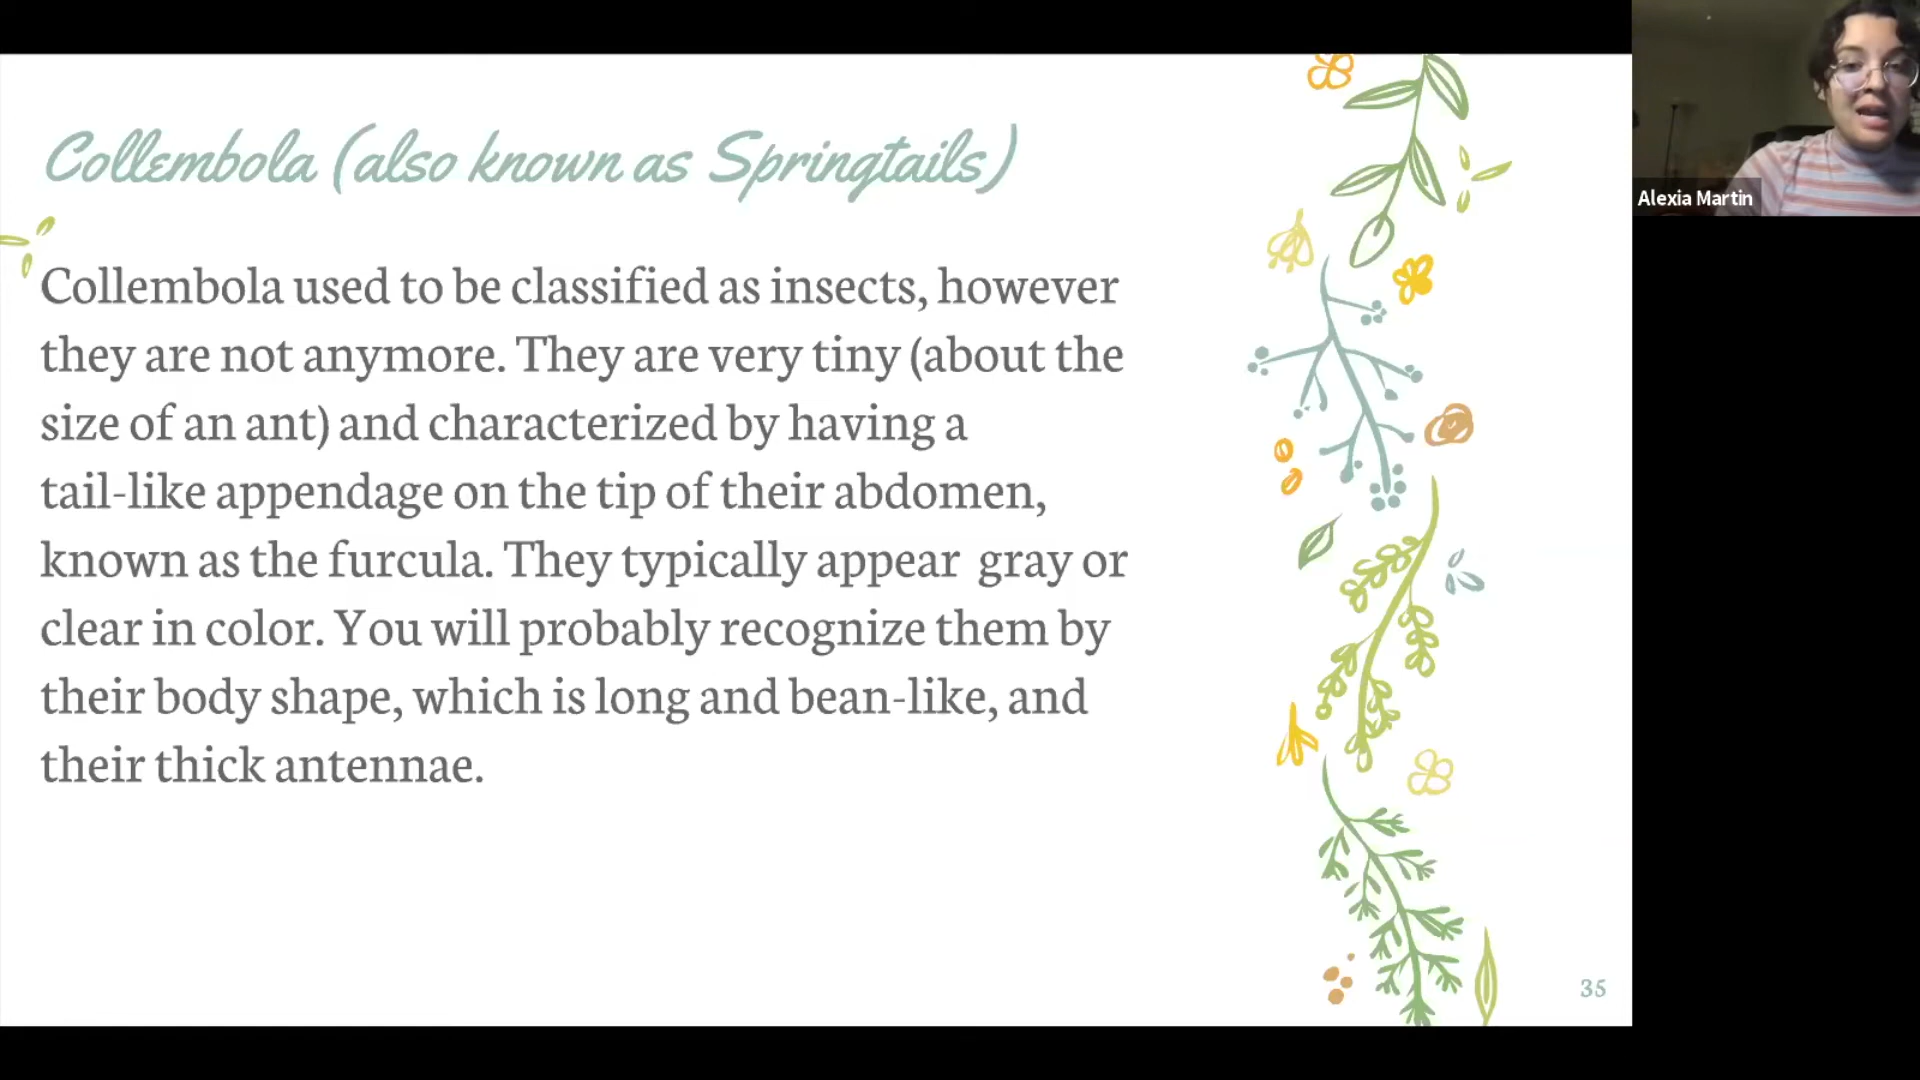 Collembola (also known as Springtails)
Collembola used to be classified as insects, however
they are not anymore. They are very tiny (about the
size of an ant) and characterized by having a
tail-like appendage on the tip of their abdomen,
known as the furcula. They typically appear  gray or
clear in color. You will probably recognize them by
their body shape, which is long and bean-like, and
their thick antennae.
35
Alexia Martin